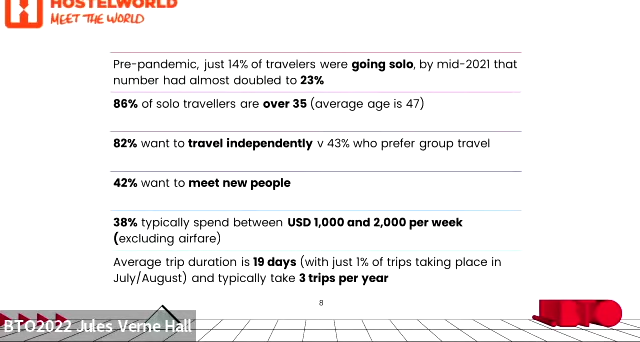 HOSTELWORLD
MEET THE WORLD
Pre-pandemic, just 14% of travelers were going solo, by mid-2021 that
number had almost doubled to 23%
86% of solo travellers are over 35 (average age is 47)
82% want to travel independently v 43% who prefer group travel
42% want to meet new people
38% typically spend between USD 1,000 and 2,000 per week
(excluding airfare)
Average trip duration is 19 days (with just 1% of trips taking place in
July/August) and typically take 3 trips per year
8
BTO2022 Jules Verne Hall